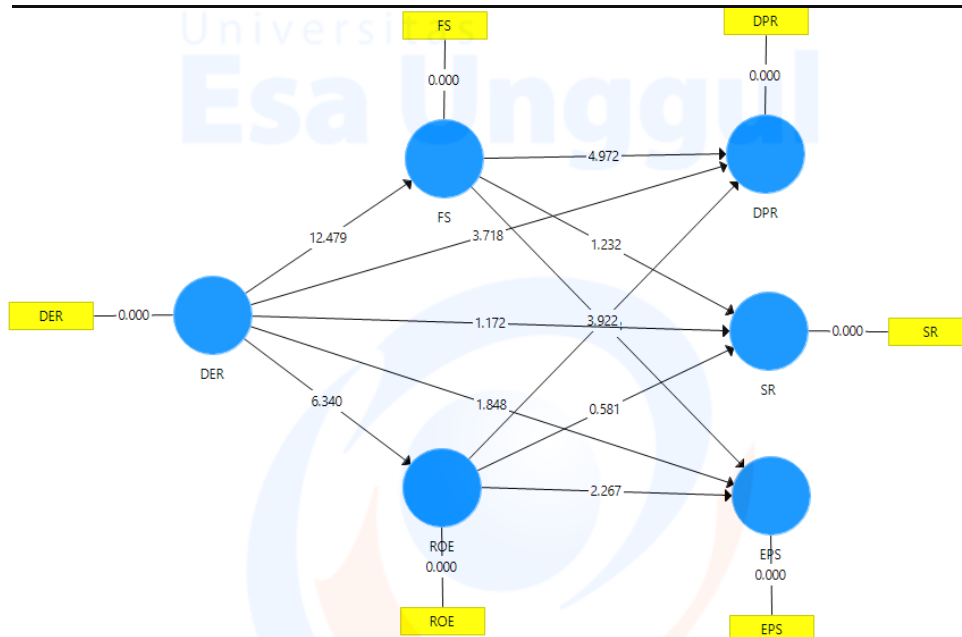 Universitas
Esa Unggul
FS
DPR
0.000
0.000
4.972
FS
DPR
12.479
3.718
1.232
DER
0.000
1.172
3.922
0.000
SR
DER
SR
6.340
1.848
0.581
2.267
ROE
EPS
0.000
0.000
ROE
EPS